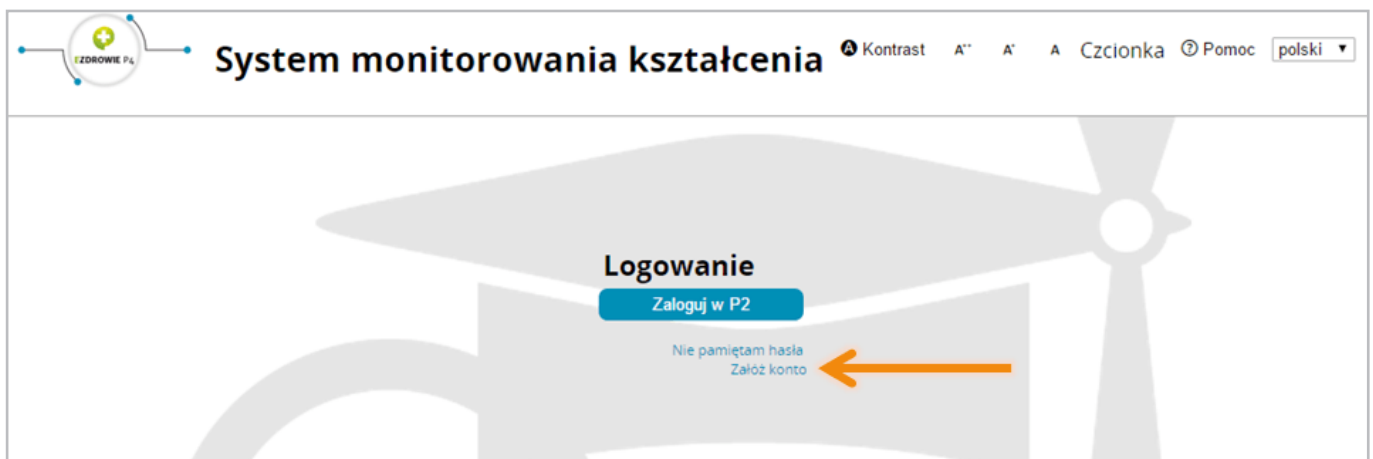 EZDROWIE P4
System monitorowania kształcenia
Kontrast A++ A+ A Czcionka Pomoc polski
Logowanie
Zaloguj w P2
Nie pamiętam hasła
Załóż konto